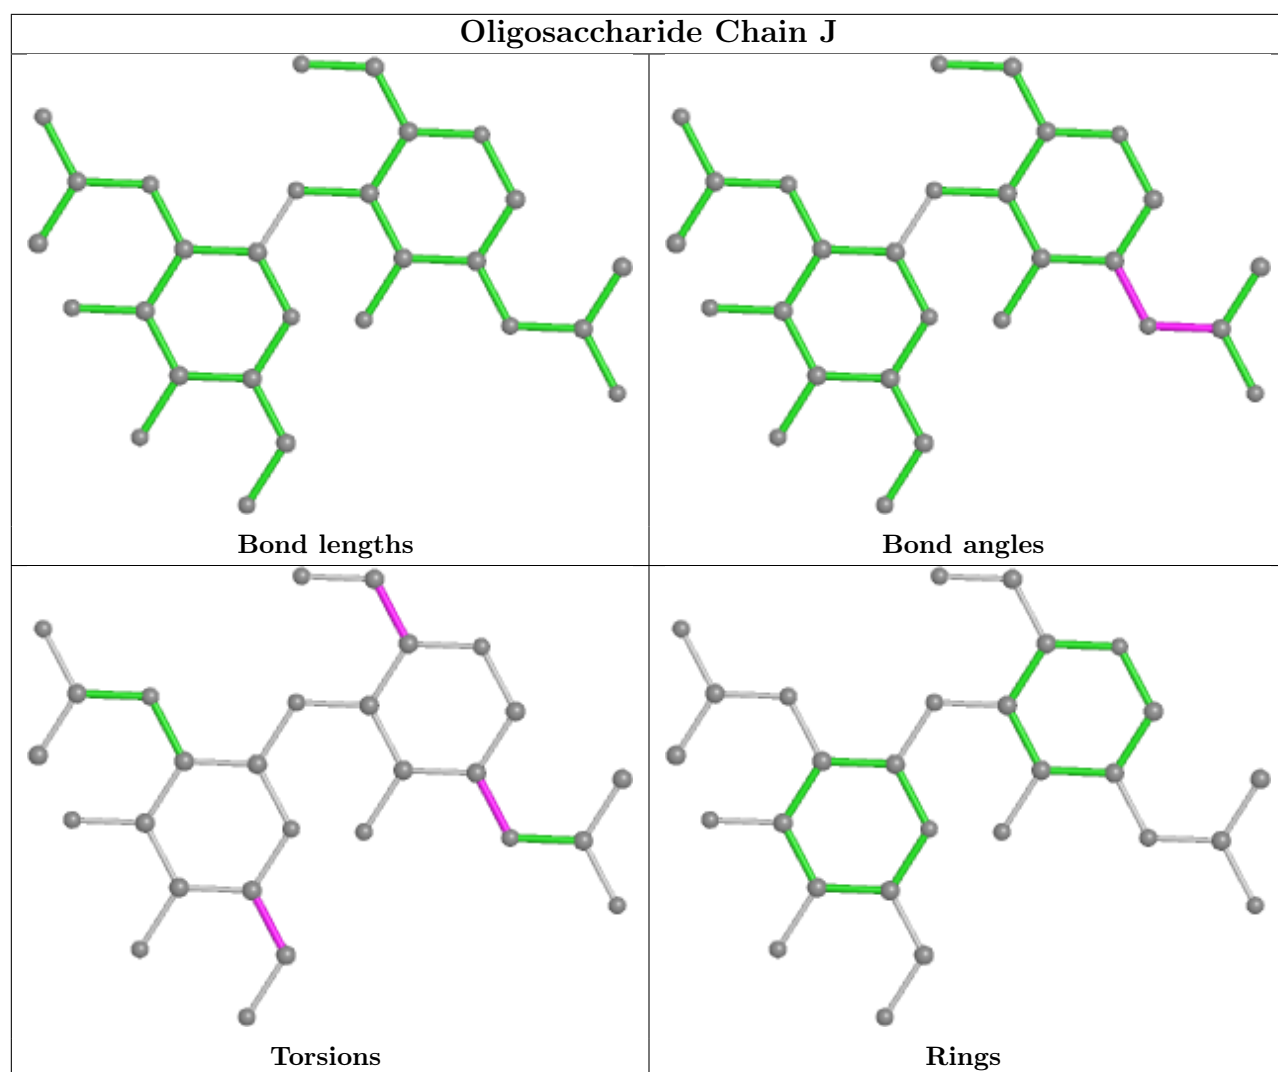 Oligosaccharide Chain J
Bond lengths
Bond angles
Torsions
Rings